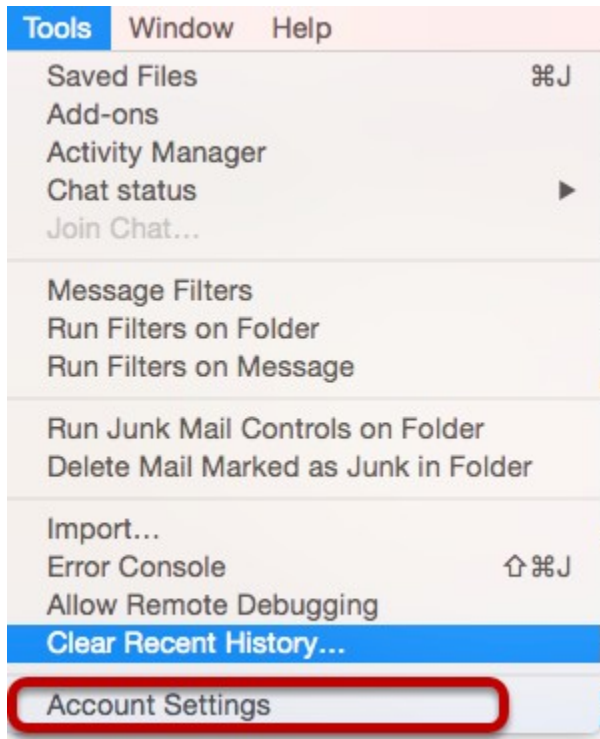 Tools Window Help
Saved Files ⌘J
Add-ons
Activity Manager
Chat status ▶
Join Chat...
Message Filters
Run Filters on Folder
Run Filters on Message
Run Junk Mail Controls on Folder
Delete Mail Marked as Junk in Folder
Import...
Error Console ⇧⌘J
Allow Remote Debugging
Clear Recent History...
Account Settings